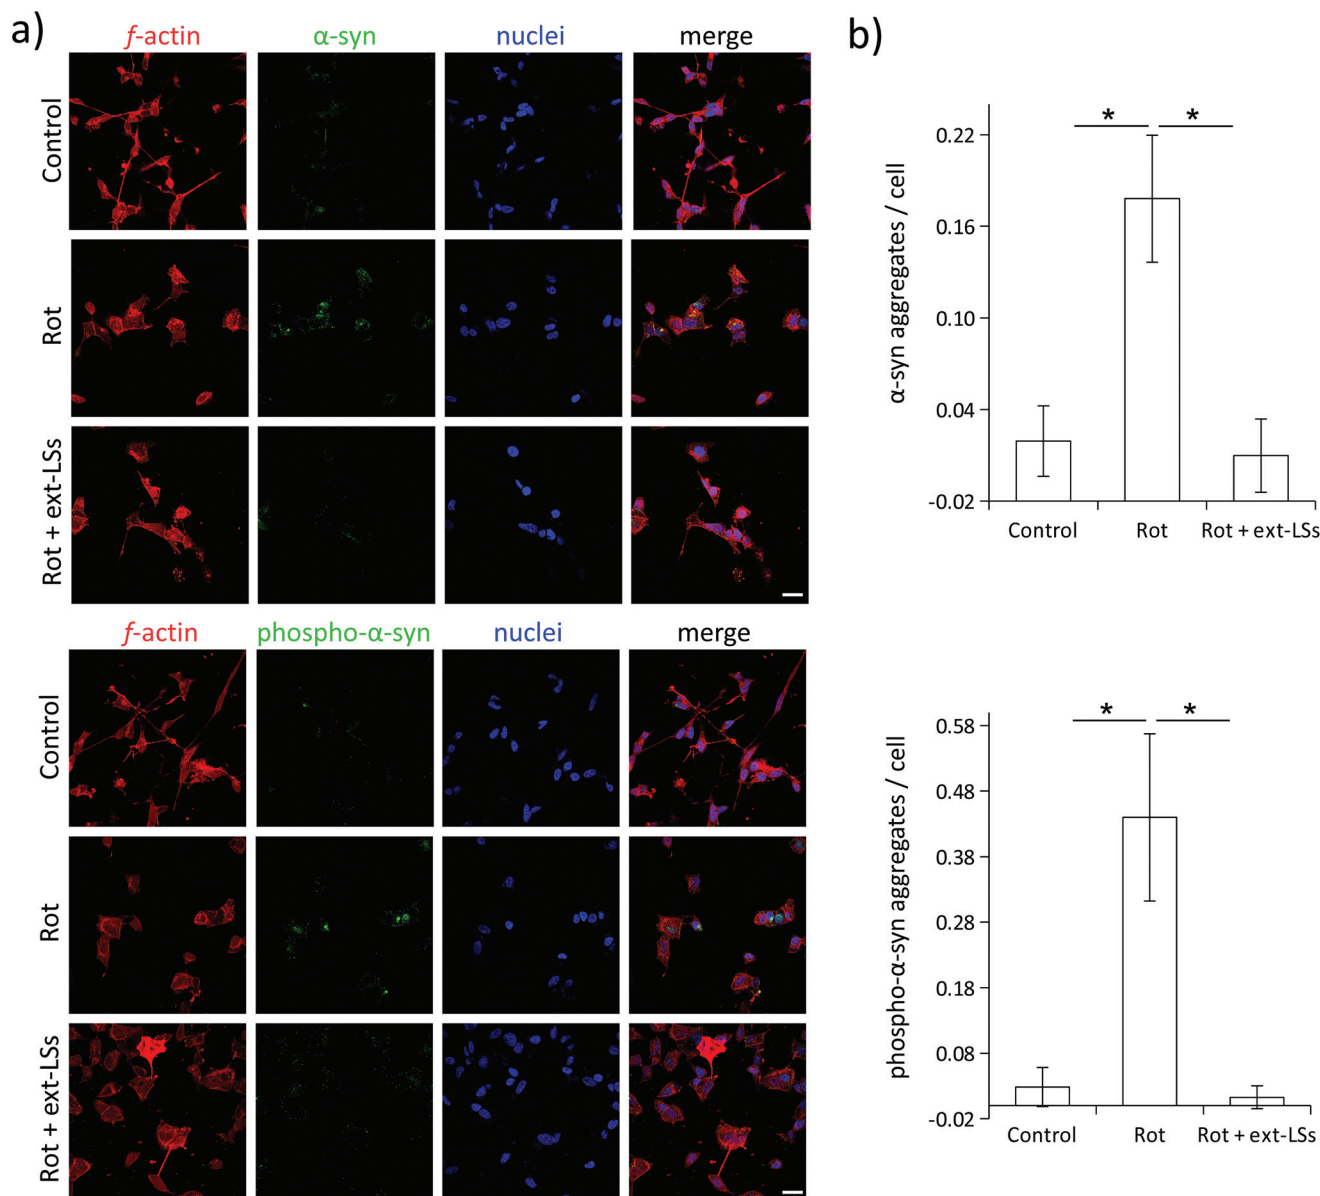 a)
f-actin α-syn nuclei merge
Control
Rot
Rot + ext-LSs
f-actin phospho-α-syn nuclei merge
Control
Rot
Rot + ext-LSs
b)
α-syn aggregates / cell
* *
0.22
0.16
0.10
0.04
-0.02
Control Rot Rot + ext-LSs
phospho-α-syn aggregates / cell
* *
0.58
0.48
0.38
0.28
0.18
0.08
-0.02
Control Rot Rot + ext-LSs